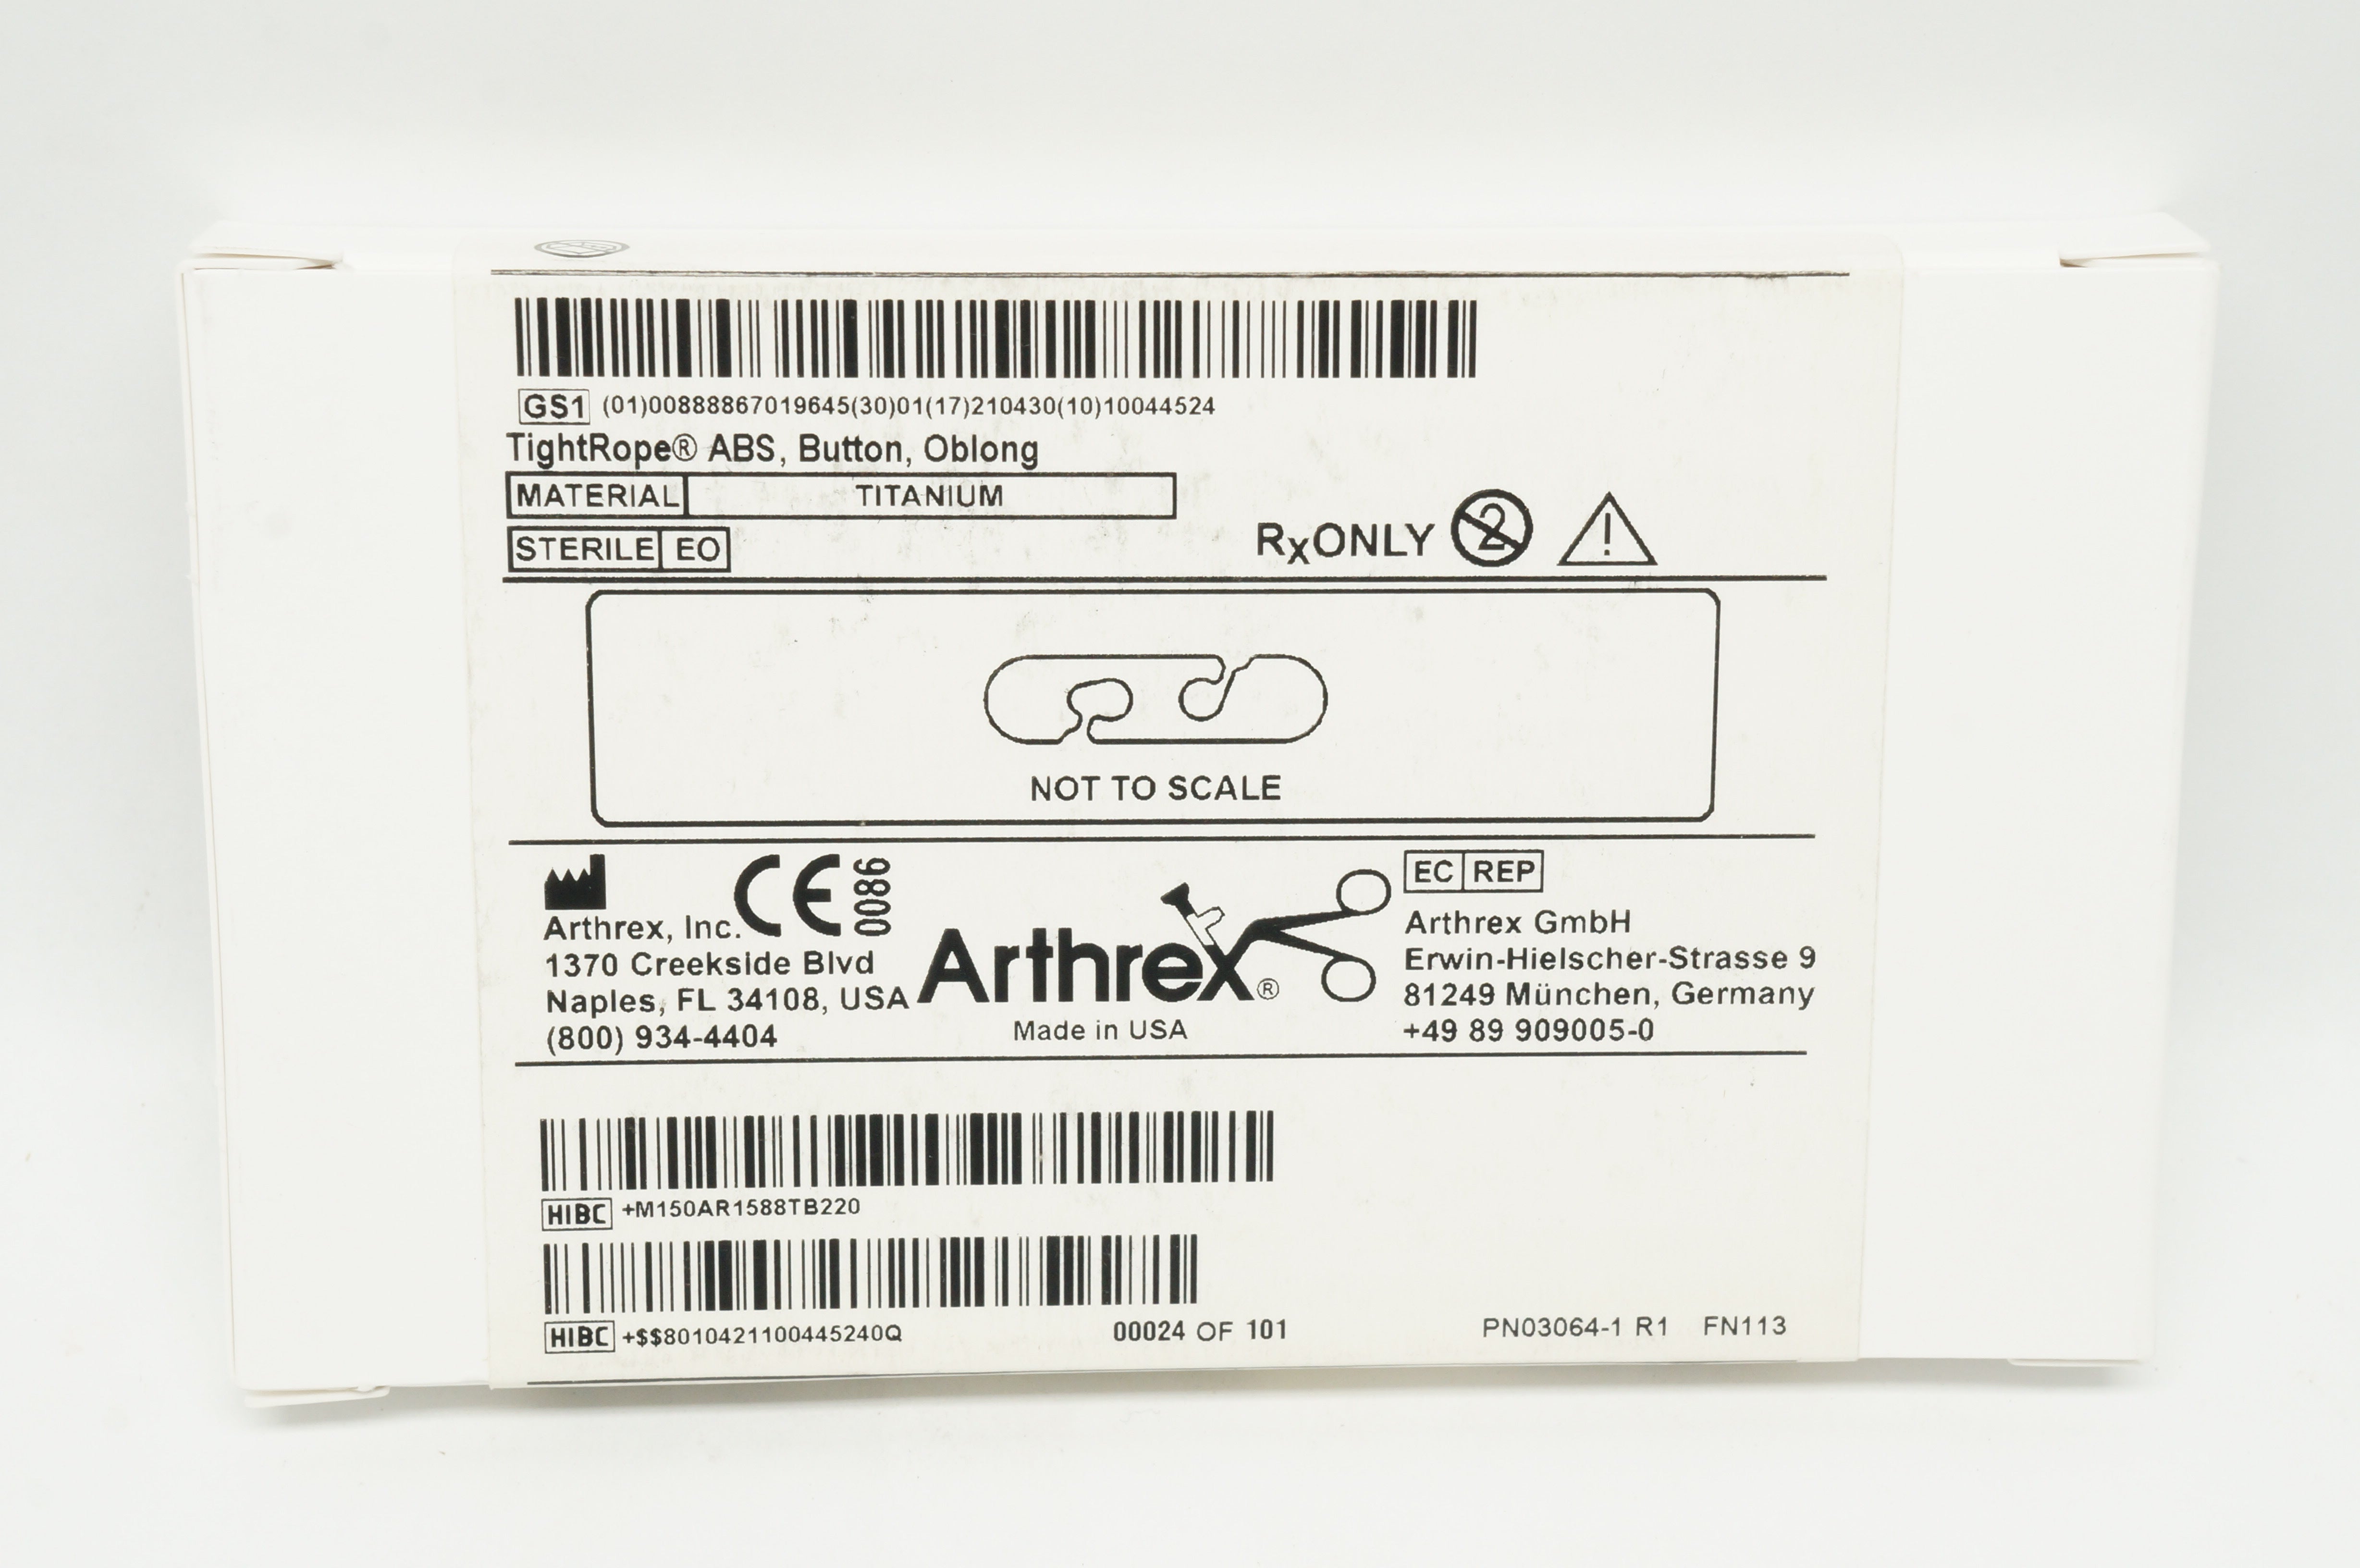 GS1 (01)00888867019645(30)01(17)210430(10)10044524
TightRope® ABS, Button, Oblong
MATERIAL TITANIUM
STERILE EO
RxONLY 2 !
NOT TO SCALE
CE 0086
Arthrex, Inc.
1370 Creekside Blvd
Naples, FL 34108, USA
(800) 934-4404
Arthrex®
Made in USA
EC REP
Arthrex GmbH
Erwin-Hielscher-Strasse 9
81249 München, Germany
+49 89 909005-0
HIBC +M150AR1588TB220
HIBC +$$8010421100445240Q
00024 OF 101
PN03064-1 R1 FN113